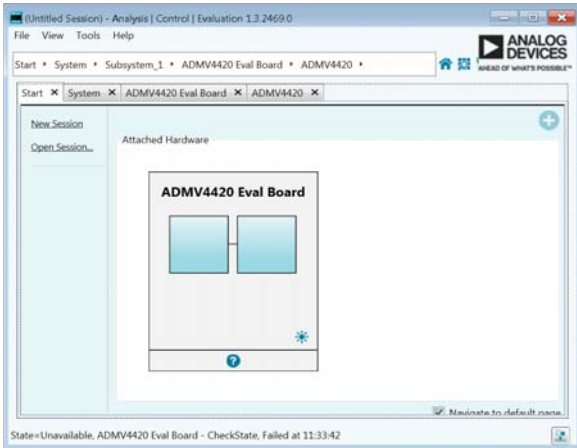 (Untitled Session) - Analysis | Control | Evaluation 1.3.2469.0
File View Tools Help
ANALOG
DEVICES
AHEAD OF WHAT'S POSSIBLE™
Start System Subsystem_1 ADMV4420 Eval Board ADMV4420
Start System ADMV4420 Eval Board ADMV4420
New Session
Open Session...
Attached Hardware
ADMV4420 Eval Board
?
Navigate to default page
State=Unavailable, ADMV4420 Eval Board - CheckState, Failed at 11:33:42